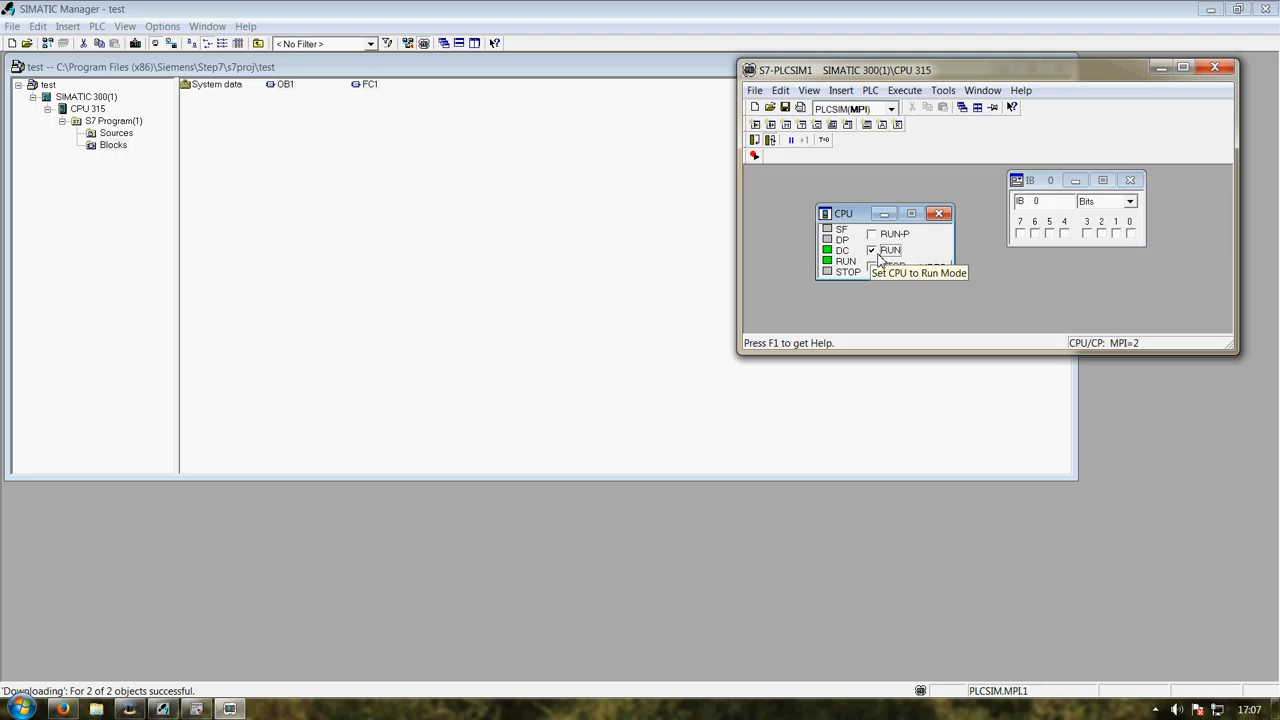 SIMATIC Manager - test
File Edit Insert PLC View Options Window Help
< No Filter >
test -- C:\Program Files (x86)\Siemens\Step7\s7proj\test
test
SIMATIC 300(1)
CPU 315
S7 Program(1)
Sources
Blocks
System data OB1 FC1
S7-PLCSIM1 SIMATIC 300(1)\CPU 315
File Edit View Insert PLC Execute Tools Window Help
PLCSIM(MPI)
+1 T=0
CPU
SF
DP
DC
RUN
STOP
RUN-P
RUN
Set CPU to Run Mode
IB 0
IB 0 Bits
7 6 5 4 3 2 1 0
Press F1 to get Help.
CPU/CP: MPI=2
'Downloading': For 2 of 2 objects successful.
PLCSIM.MPI.1
17:07